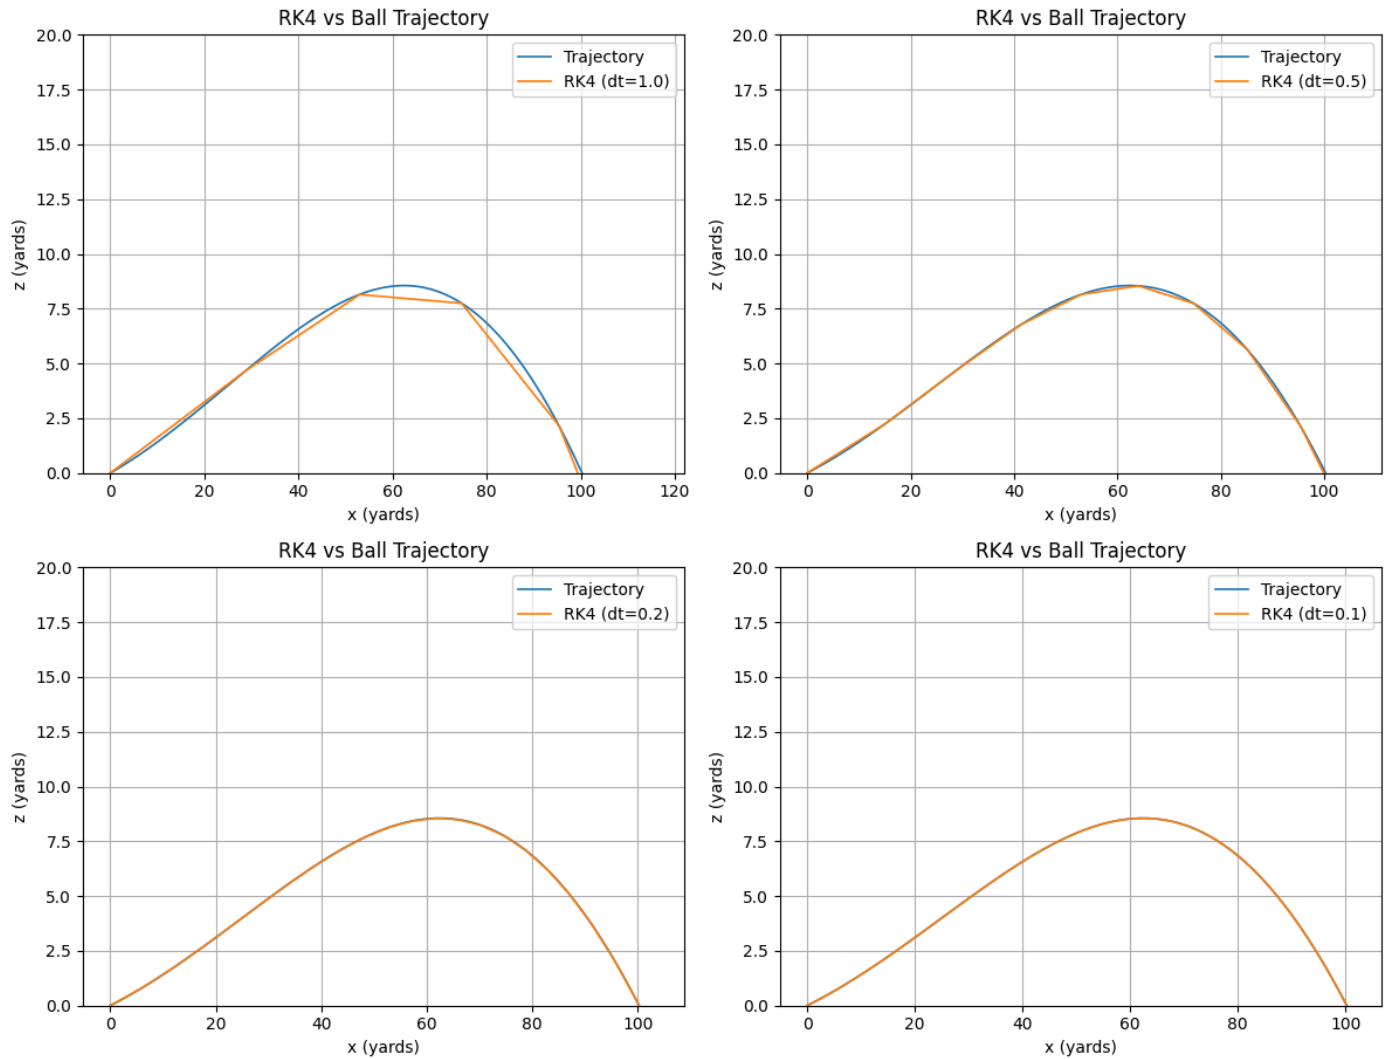 RK4 vs Ball Trajectory
20.0
17.5
15.0
12.5
10.0
7.5
5.0
2.5
0.0
z (yards)
Trajectory
RK4 (dt=1.0)
0 20 40 60 80 100 120
x (yards)
RK4 vs Ball Trajectory
20.0
17.5
15.0
12.5
10.0
7.5
5.0
2.5
0.0
z (yards)
Trajectory
RK4 (dt=0.5)
0 20 40 60 80 100
x (yards)
RK4 vs Ball Trajectory
20.0
17.5
15.0
12.5
10.0
7.5
5.0
2.5
0.0
z (yards)
Trajectory
RK4 (dt=0.2)
0 20 40 60 80 100
x (yards)
RK4 vs Ball Trajectory
20.0
17.5
15.0
12.5
10.0
7.5
5.0
2.5
0.0
z (yards)
Trajectory
RK4 (dt=0.1)
0 20 40 60 80 100
x (yards)